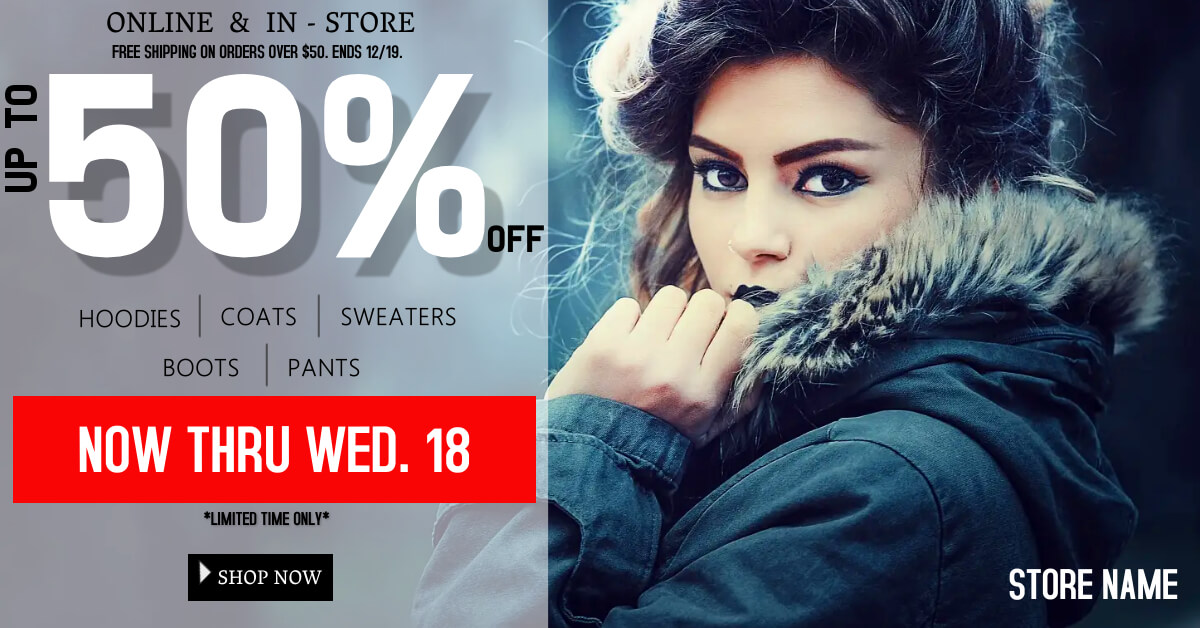 ONLINE & IN - STORE
FREE SHIPPING ON ORDERS OVER $50. ENDS 12/19.
UP TO
50%
OFF
HOODIES | COATS | SWEATERS
BOOTS | PANTS
NOW THRU WED. 18
*LIMITED TIME ONLY*
SHOP NOW
STORE NAME